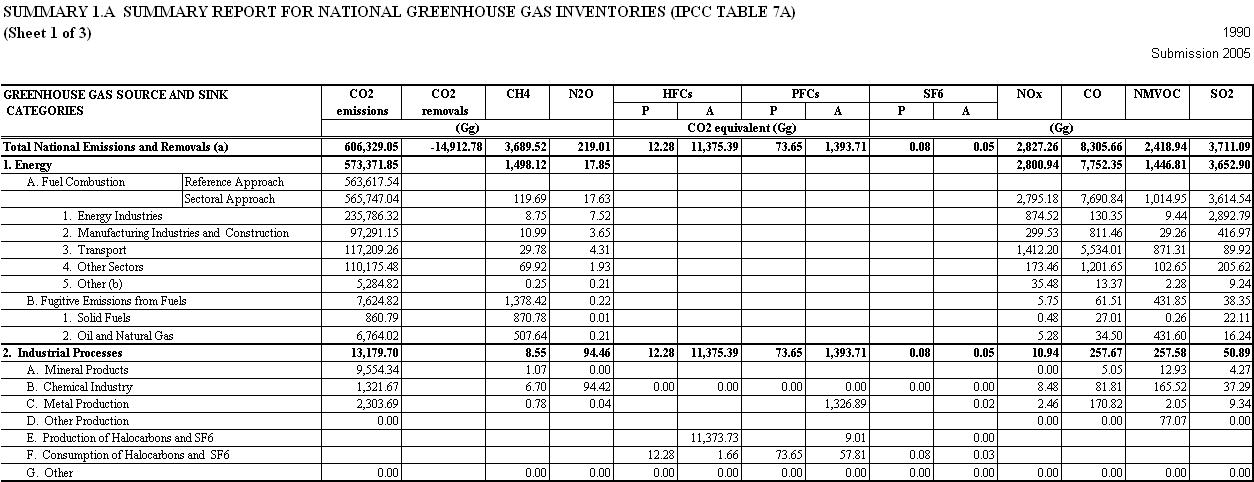 SUMMARY 1.A SUMMARY REPORT FOR NATIONAL GREENHOUSE GAS INVENTORIES (IPCC TABLE 7A)
(Sheet 1 of 3) 1990
Submission 2005
GREENHOUSE GAS SOURCE AND SINK CO2 CO2 CH4 N2O HFCs PFCs SF6 NOx CO NMVOC SO2
CATEGORIES emissions removals P A P A P A
(Gg) CO2 equivalent (Gg) (Gg)
Total National Emissions and Removals (a) 606,329.05 -14,912.78 3,689.52 219.01 12.28 11,375.39 73.65 1,393.71 0.08 0.05 2,827.26 8,305.66 2,418.94 3,711.09
1. Energy 573,371.85 1,498.12 17.85 2,800.94 7,752.35 1,446.81 3,652.90
A. Fuel Combustion Reference Approach 563,617.54
Sectoral Approach 565,747.04 119.69 17.63 2,795.18 7,690.84 1,014.95 3,614.54
1. Energy Industries 235,786.32 8.75 7.52 874.52 130.35 9.44 2,892.79
2. Manufacturing Industries and Construction 97,291.15 10.99 3.65 299.53 811.46 29.26 416.97
3. Transport 117,209.26 29.78 4.31 1,412.20 5,534.01 871.31 89.92
4. Other Sectors 110,175.48 69.92 1.93 173.46 1,201.65 102.65 205.62
5. Other (b) 5,284.82 0.25 0.21 35.48 13.37 2.28 9.24
B. Fugitive Emissions from Fuels 7,624.82 1,378.42 0.22 5.75 61.51 431.85 38.35
1. Solid Fuels 860.79 870.78 0.01 0.48 27.01 0.26 22.11
2. Oil and Natural Gas 6,764.02 507.64 0.21 5.28 34.50 431.60 16.24
2. Industrial Processes 13,179.70 8.55 94.46 12.28 11,375.39 73.65 1,393.71 0.08 0.05 10.94 257.67 257.58 50.89
A. Mineral Products 9,554.34 1.07 0.00 0.00 5.05 12.93 4.27
B. Chemical Industry 1,321.67 6.70 94.42 0.00 0.00 0.00 0.00 0.00 0.00 8.48 81.81 165.52 37.29
C. Metal Production 2,303.69 0.78 0.04 1,326.89 0.02 2.46 170.82 2.05 9.34
D. Other Production 0.00 0.00 0.00 77.07 0.00
E. Production of Halocarbons and SF6 11,373.73 9.01 0.00
F. Consumption of Halocarbons and SF6 12.28 1.66 73.65 57.81 0.08 0.03
G. Other 0.00 0.00 0.00 0.00 0.00 0.00 0.00 0.00 0.00 0.00 0.00 0.00 0.00